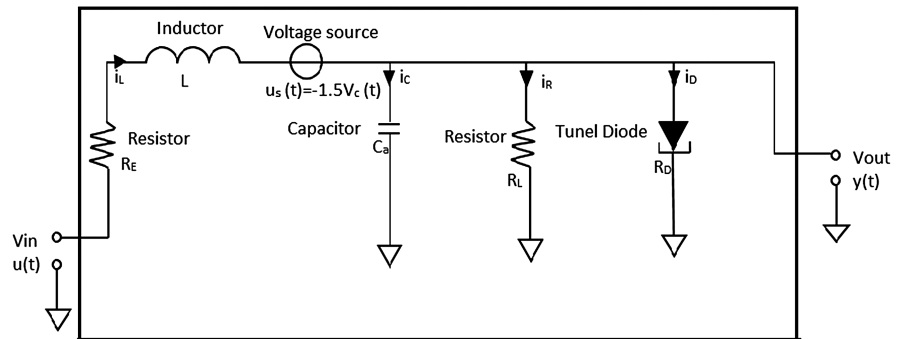 Inductor
Voltage source
iL
L
us (t)=-1.5Vc (t)
iC
iR
iD
Capacitor
Ca
Resistor
RE
Resistor
RL
Tunel Diode
RD
Vout
y(t)
Vin
u(t)